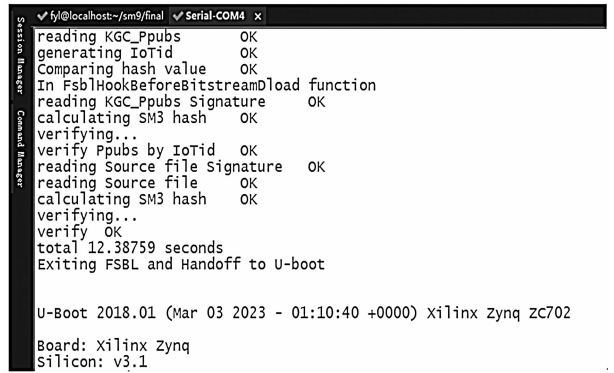 fyl@localhost:~/sm9/final Serial-COM4 x
Session Manager
Command Manager
reading KGC_Ppubs OK
generating IoTid OK
Comparing hash value OK
In FsblHookBeforeBitstreamDload function
reading KGC_Ppubs Signature OK
calculating SM3 hash OK
verifying...
verify Ppubs by IoTid OK
reading Source file Signature OK
reading Source file OK
calculating SM3 hash OK
verifying...
verify OK
total 12.38759 seconds
Exiting FSBL and Handoff to U-boot
U-Boot 2018.01 (Mar 03 2023 - 01:10:40 +0000) Xilinx Zynq ZC702
Board: Xilinx Zynq
Silicon: v3.1